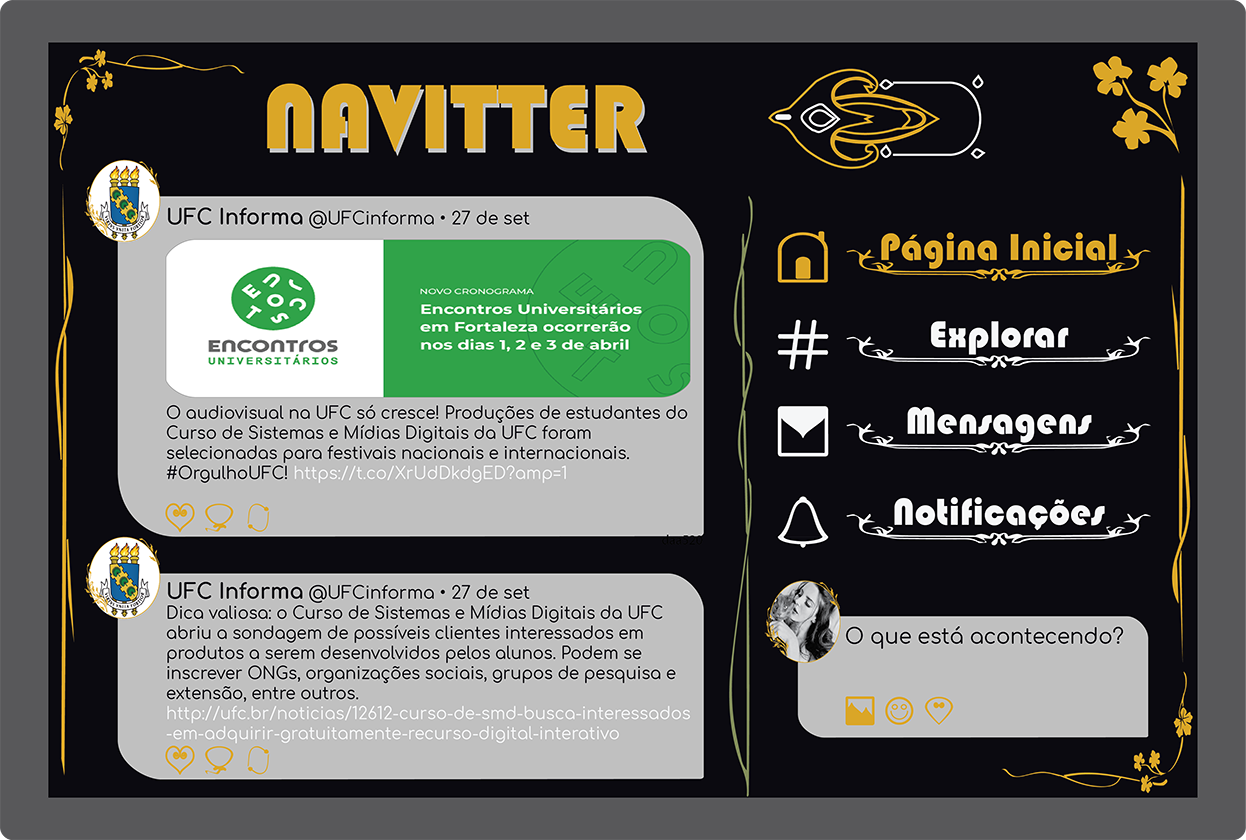 NAVITTER
UFC Informa @UFCinforma • 27 de set
ENCONTROS
UNIVERSITÁRIOS
NOVO CRONOGRAMA
Encontros Universitários
em Fortaleza ocorrerão
nos dias 1, 2 e 3 de abril
O audiovisual na UFC só cresce! Produções de estudantes do
Curso de Sistemas e Mídias Digitais da UFC foram
selecionadas para festivais nacionais e internacionais.
#OrgulhoUFC! https://t.co/XrUdDkdgED?amp=1
UFC Informa @UFCinforma • 27 de set
Dica valiosa: o Curso de Sistemas e Mídias Digitais da UFC
abriu a sondagem de possíveis clientes interessados em
produtos a serem desenvolvidos pelos alunos. Podem se
inscrever ONGs, organizações sociais, grupos de pesquisa e
extensão, entre outros.
http://ufc.br/noticias/12612-curso-de-smd-busca-interessados
-em-adquirir-gratuitamente-recurso-digital-interativo
Página Inicial
Explorar
Mensagens
Notificações
O que está acontecendo?